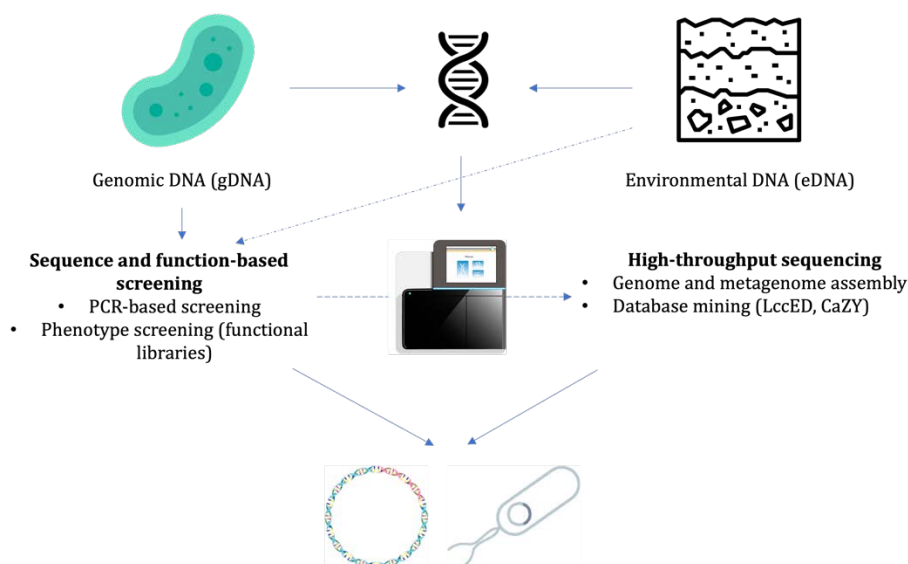 Genomic DNA (gDNA)
Environmental DNA (eDNA)
Sequence and function-based
screening
• PCR-based screening
• Phenotype screening (functional
libraries)
High-throughput sequencing
• Genome and metagenome assembly
• Database mining (LccED, CaZY)